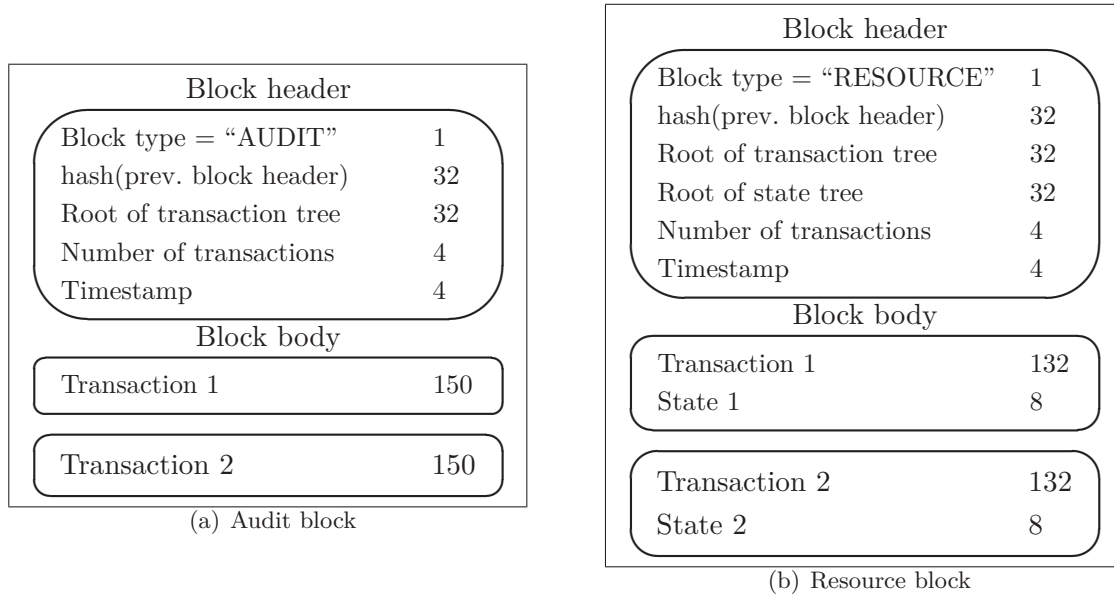 Block header
Block type = “AUDIT” 1
hash(prev. block header) 32
Root of transaction tree 32
Number of transactions 4
Timestamp 4
Block body
Transaction 1 150
Transaction 2 150
(a) Audit block
Block header
Block type = “RESOURCE” 1
hash(prev. block header) 32
Root of transaction tree 32
Root of state tree 32
Number of transactions 4
Timestamp 4
Block body
Transaction 1 132
State 1 8
Transaction 2 132
State 2 8
(b) Resource block